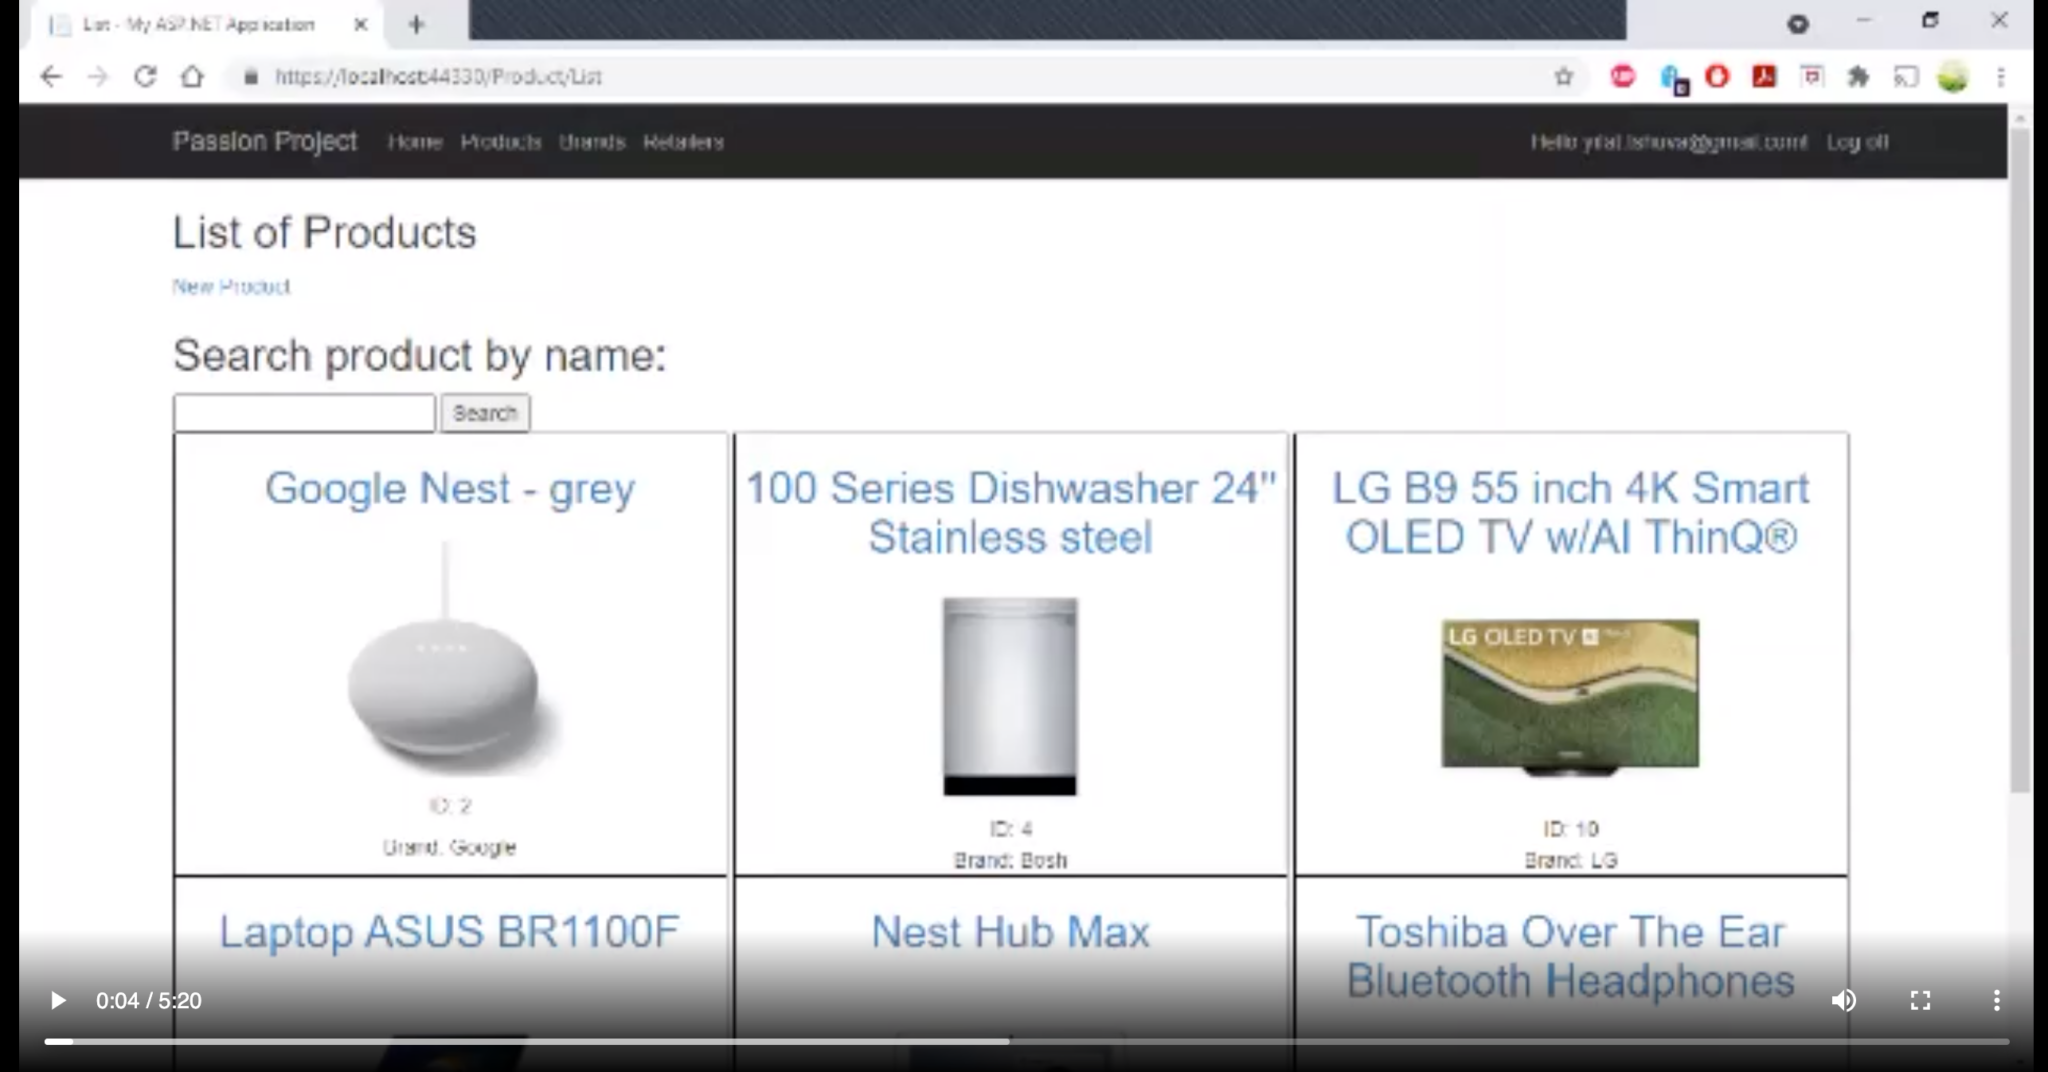 List - My ASP.NET Application
https://localhost:44330/Product/List
Passion Project Home Products Brands Retailers
Hello Log off
List of Products
New Product
Search product by name:
Search
Google Nest - grey
ID: 2
Brand: Google
100 Series Dishwasher 24"
Stainless steel
ID: 4
Brand: Bosh
LG B9 55 inch 4K Smart
OLED TV w/AI ThinQ®
LG OLED TV
ID: 10
Brand: LG
Laptop ASUS BR1100F
Nest Hub Max
Toshiba Over The Ear
Bluetooth Headphones
0:04 / 5:20